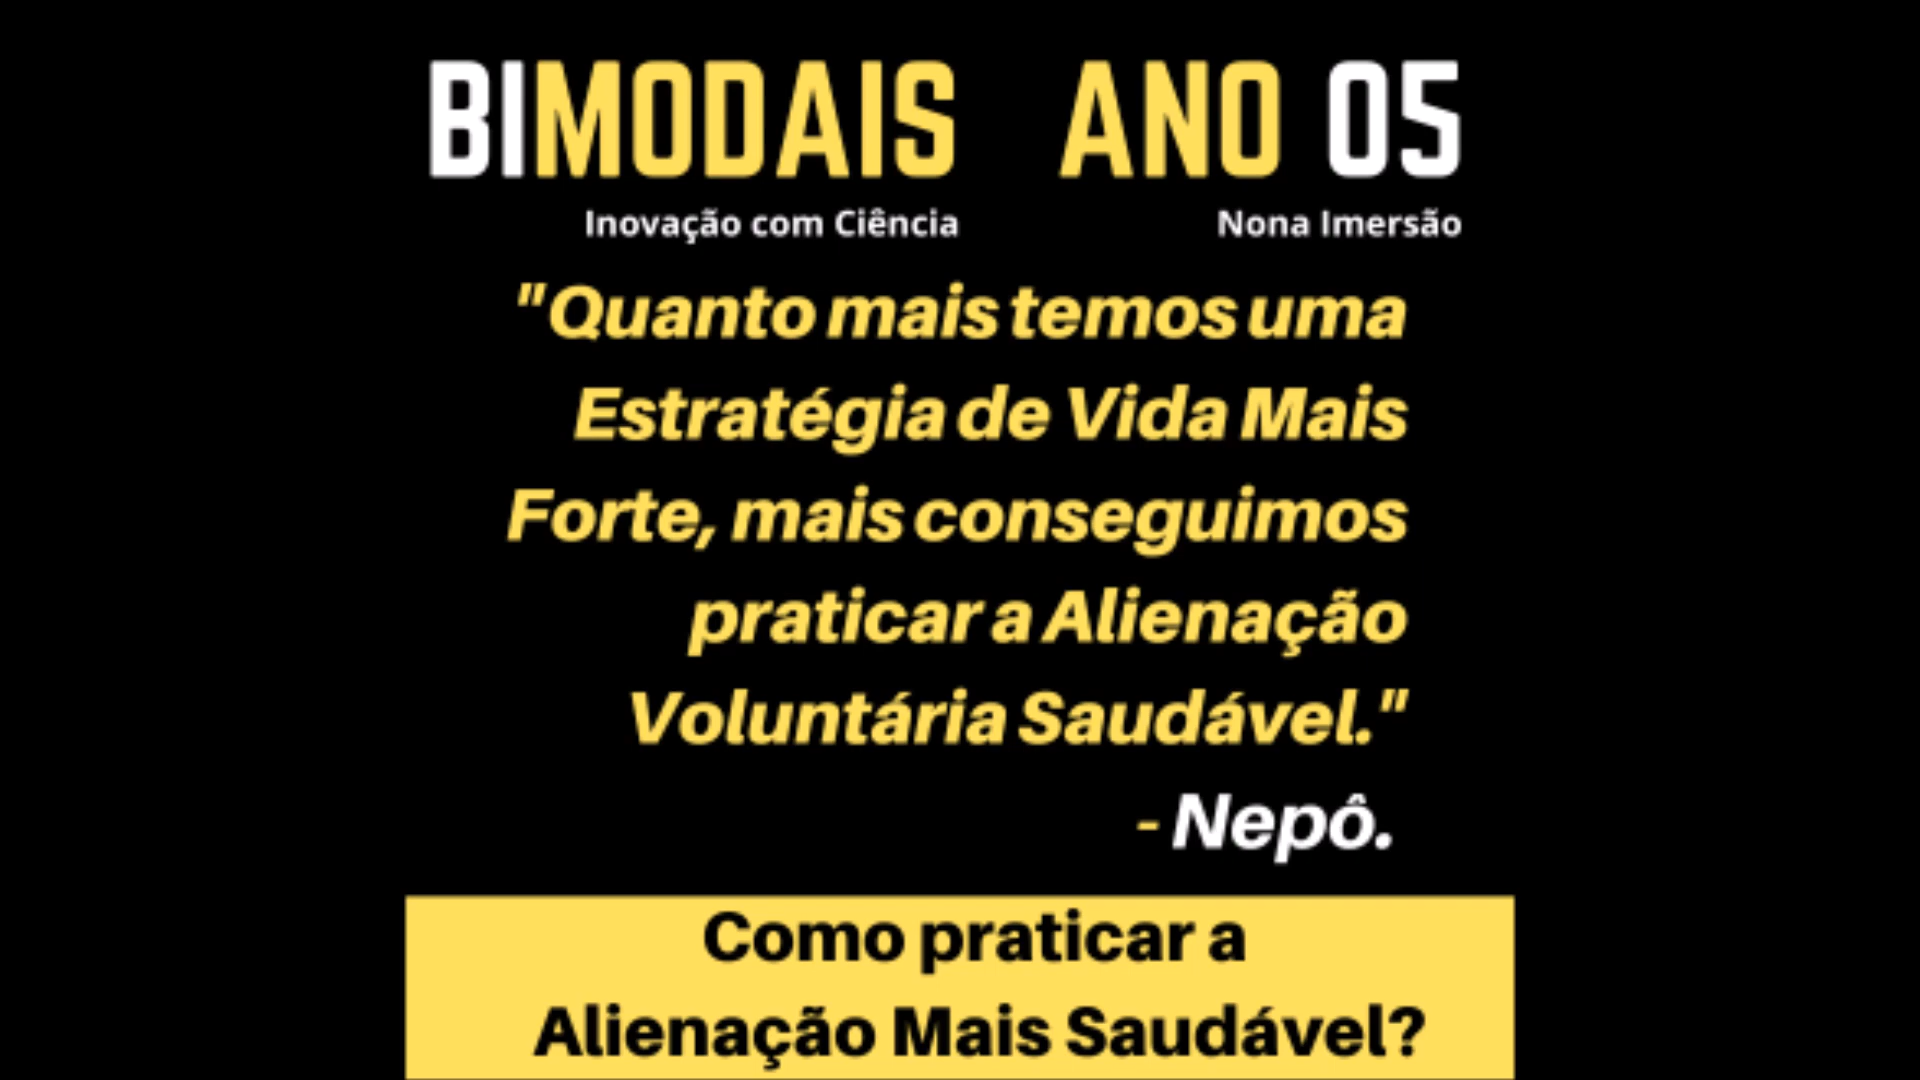 BIMODAIS ANO 05
Inovação com Ciência Nona Imersão
"Quanto mais temos uma
Estratégia de Vida Mais
Forte, mais conseguimos
praticar a Alienação
Voluntária Saudável."
- Nepô.
Como praticar a
Alienação Mais Saudável?